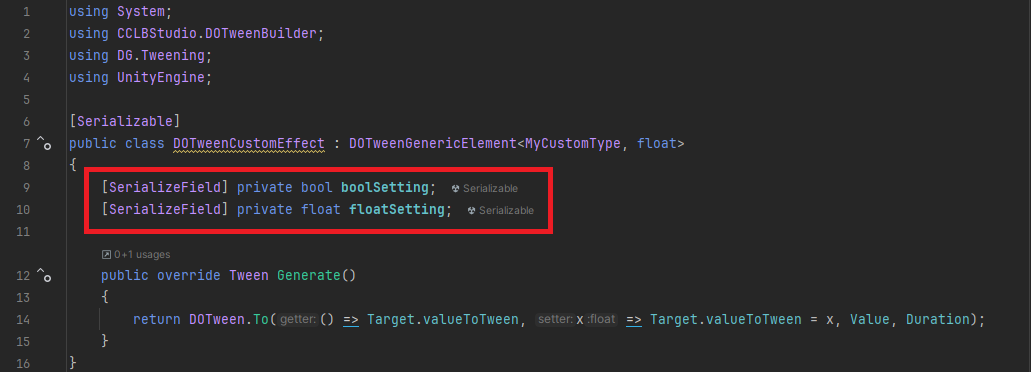 1 using System;
2 using CCLBStudio.DOTweenBuilder;
3 using DG.Tweening;
4 using UnityEngine;
5
6 [Serializable]
7 public class DOTweenCustomEffect : DOTweenGenericElement<MyCustomType, float>
8 {
9 [SerializeField] private bool boolSetting; Serializable
10 [SerializeField] private float floatSetting; Serializable
11
0+1 usages
12 public override Tween Generate()
13 {
14 return DOTween.To(getter: () => Target.valueToTween, setter: x :float => Target.valueToTween = x, Value, Duration);
15 }
16 }